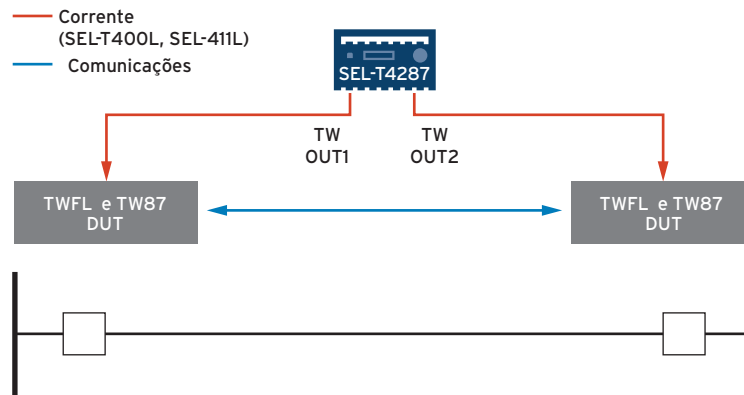 Corrente
(SEL-T400L, SEL-411L)
Comunicações
SEL-T4287
TW
OUT1
TW
OUT2
TWFL e TW87
DUT
TWFL e TW87
DUT